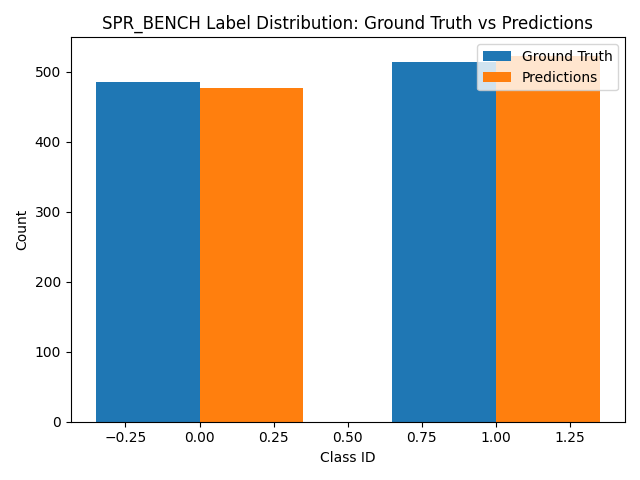 SPR_BENCH Label Distribution: Ground Truth vs Predictions
Ground Truth
Predictions
Count
500
400
300
200
100
0
−0.25 0.00 0.25 0.50 0.75 1.00 1.25
Class ID